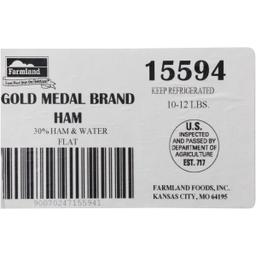 Farmland
GOLD MEDAL BRAND
HAM
30% HAM & WATER
FLAT
90070247155941
15594
KEEP REFRIGERATED
10-12 LBS.
U.S.
INSPECTED
AND PASSED BY
DEPARTMENT OF
AGRICULTURE
EST. 717
FARMLAND FOODS, INC.
KANSAS CITY, MO 64195